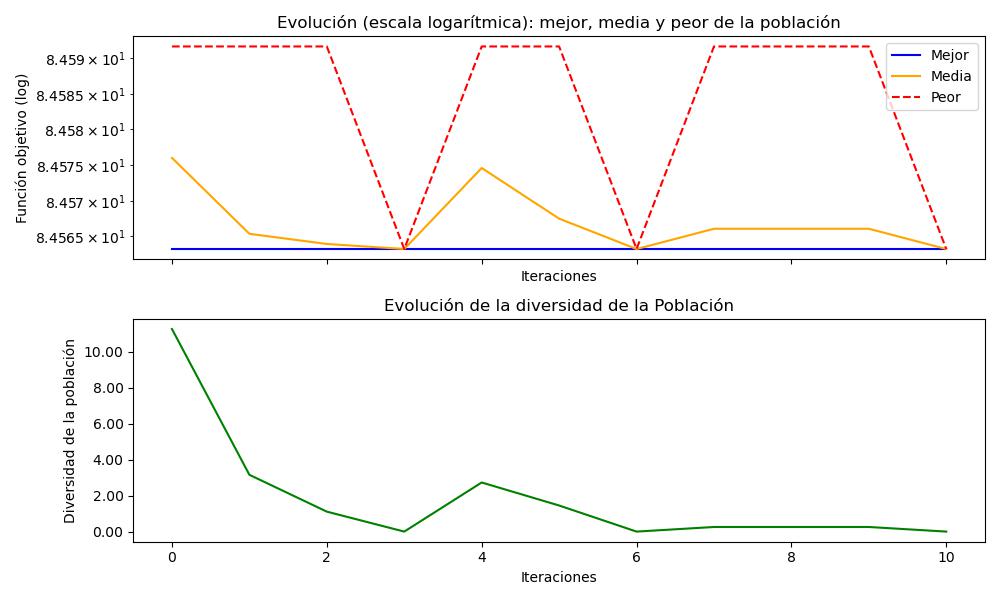 Evolución (escala logarítmica): mejor, media y peor de la población
Función objetivo (log)
8.459 × 10¹
8.4585 × 10¹
8.458 × 10¹
8.4575 × 10¹
8.457 × 10¹
8.4565 × 10¹
Mejor
Media
Peor
Iteraciones
Evolución de la diversidad de la Población
Diversidad de la población
10.00
8.00
6.00
4.00
2.00
0.00
0 2 4 6 8 10
Iteraciones